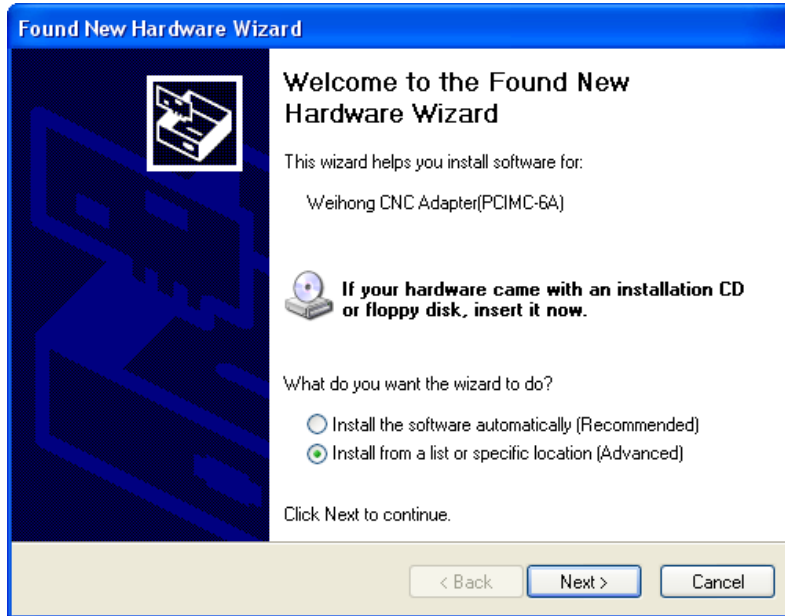 Found New Hardware Wizard
Welcome to the Found New
Hardware Wizard
This wizard helps you install software for:
Weihong CNC Adapter(PCIMC-6A)
If your hardware came with an installation CD
or floppy disk, insert it now.
What do you want the wizard to do?
Install the software automatically (Recommended)
Install from a list or specific location (Advanced)
Click Next to continue.
< Back Next > Cancel